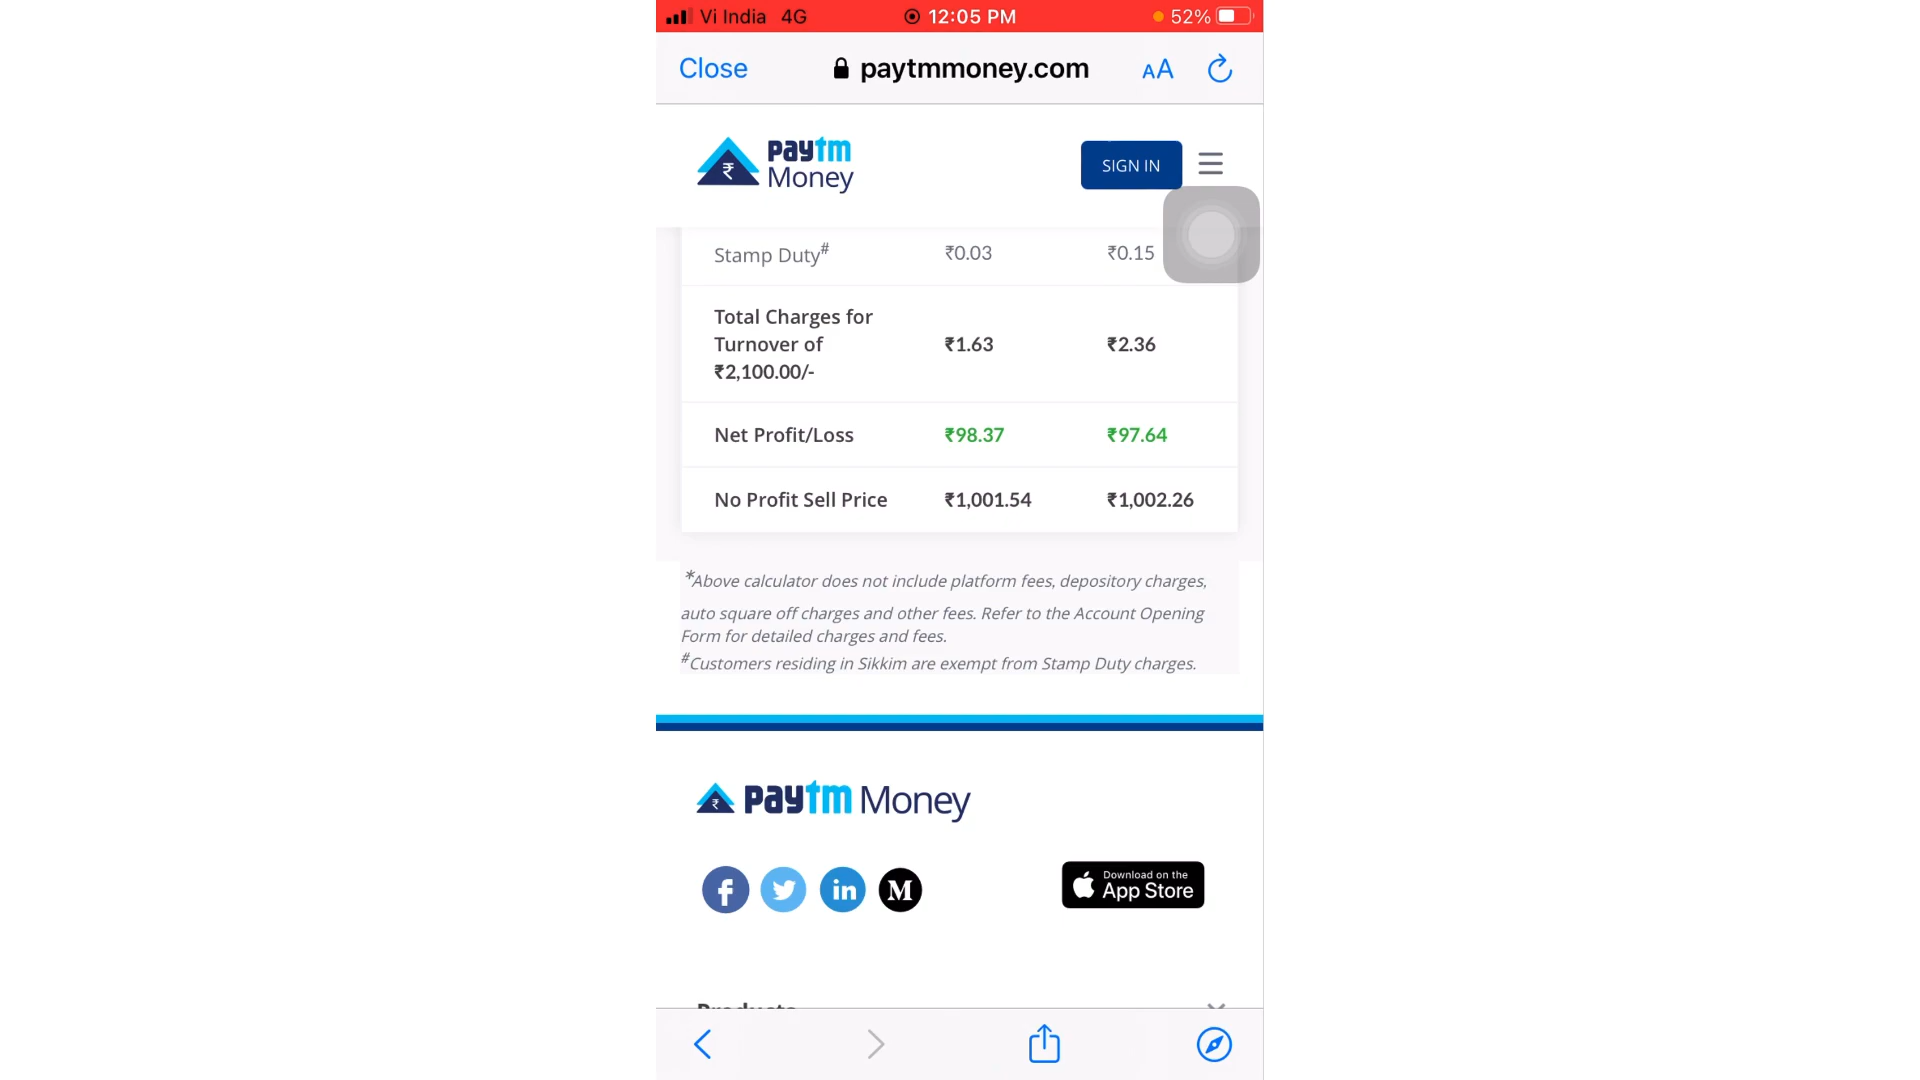 Vi India 4G 12:05 PM 52%
Close paytmmoney.com AA
paytm
Money
SIGN IN
Stamp Duty# ₹0.03 ₹0.15
Total Charges for
Turnover of ₹1.63 ₹2.36
₹2,100.00/-
Net Profit/Loss ₹98.37 ₹97.64
No Profit Sell Price ₹1,001.54 ₹1,002.26
*Above calculator does not include platform fees, depository charges,
auto square off charges and other fees. Refer to the Account Opening
Form for detailed charges and fees.
#Customers residing in Sikkim are exempt from Stamp Duty charges.
paytm Money
Download on the
App Store
Products